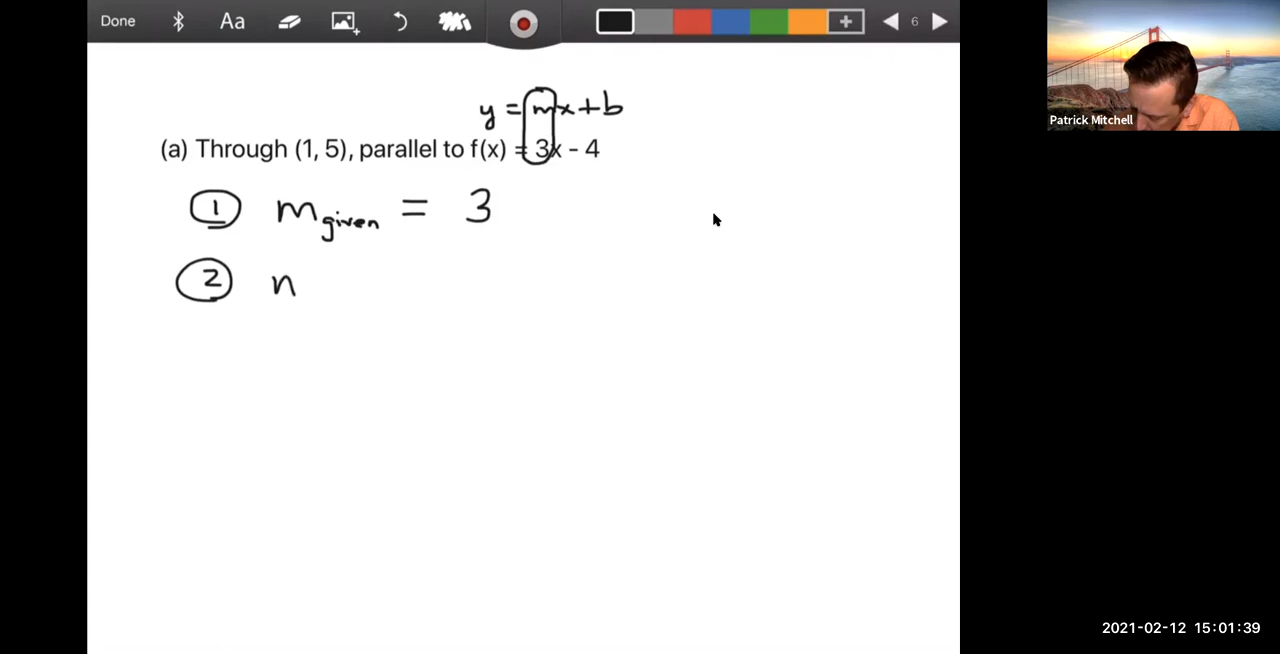 Done Aa 6
Patrick Mitchell
y = mx + b
(a) Through (1, 5), parallel to f(x) = 3x - 4
1 m given = 3
2 n
2021-02-12 15:01:39